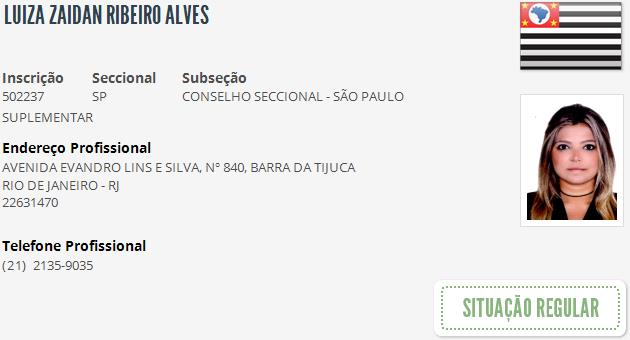 LUIZA ZAIDAN RIBEIRO ALVES
Inscrição Seccional Subseção
502237 SP CONSELHO SECCIONAL - SÃO PAULO
SUPLEMENTAR
Endereço Profissional
AVENIDA EVANDRO LINS E SILVA, Nº 840, BARRA DA TIJUCA
RIO DE JANEIRO - RJ
22631470
Telefone Profissional
(21) 2135-9035
SITUAÇÃO REGULAR